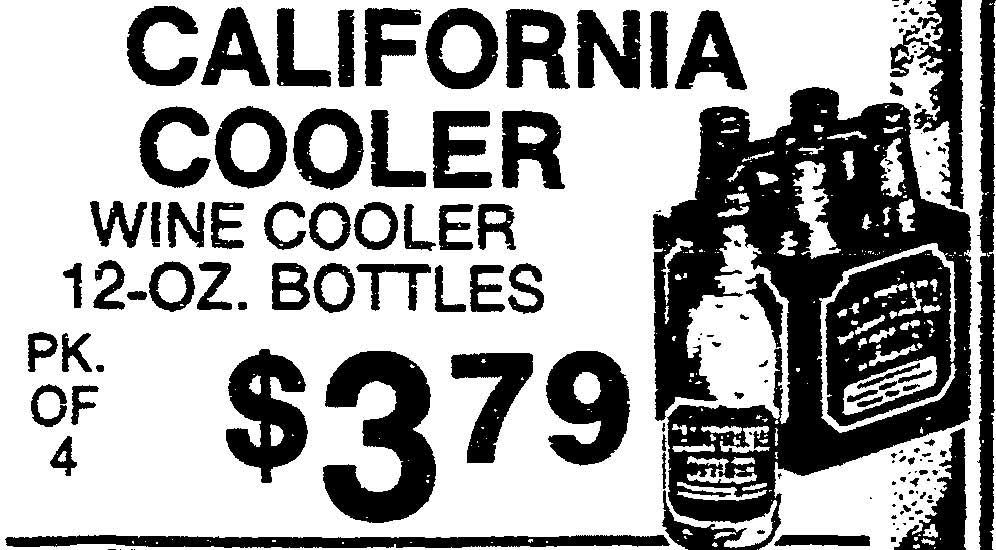 CALIFORNIA
COOLER
WINE COOLER
12-OZ. BOTTLES
PK.
OF
4
$379